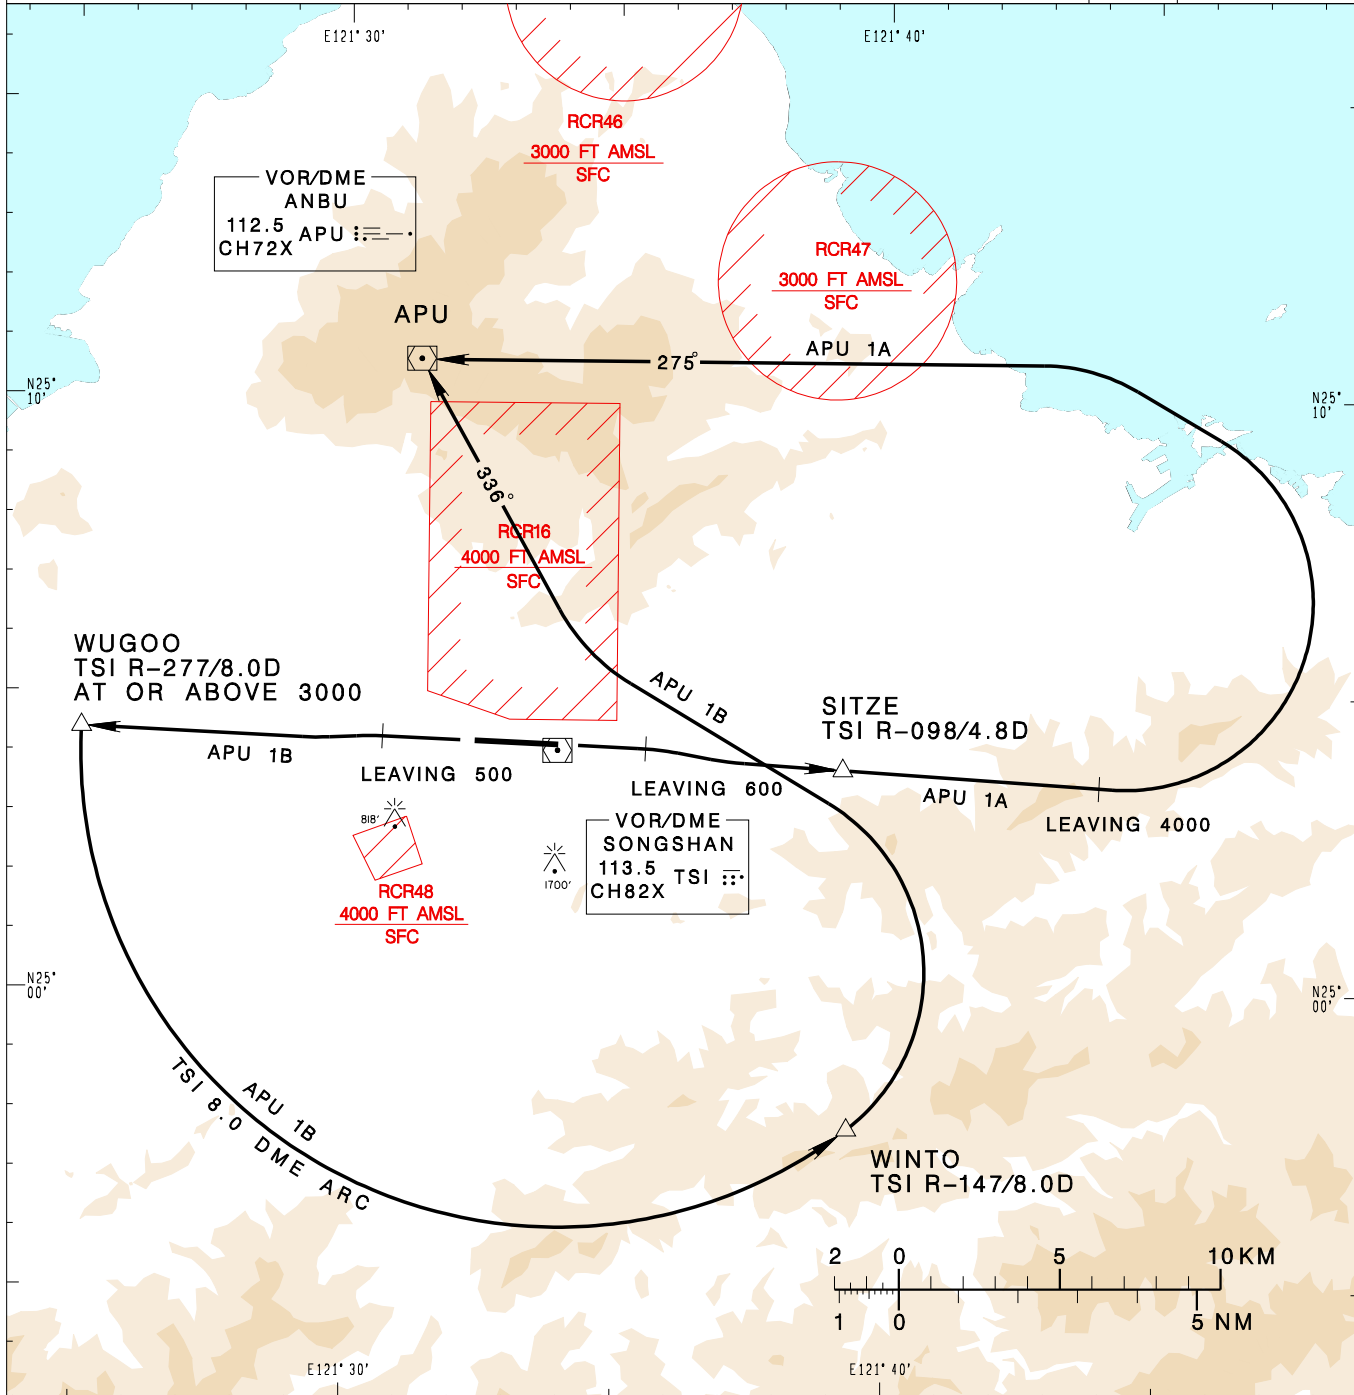 E121° 30'
E121° 40'
RCR46
3000 FT AMSL
SFC
VOR/DME
ANBU
112.5
CH72X
APU
RCR47
3000 FT AMSL
SFC
APU
APU 1A
275°
N25°
10'
N25°
10'
336°
RCR16
4000 FT AMSL
SFC
WUGOO
TSI R-277/8.0D
AT OR ABOVE 3000
APU 1B
SITZE
TSI R-098/4.8D
APU 1B
LEAVING 500
LEAVING 600
APU 1A
LEAVING 4000
818'
VOR/DME
SONGSHAN
113.5
CH82X
TSI
1700'
RCR48
4000 FT AMSL
SFC
N25°
00'
N25°
00'
APU 1B
TSI 8.0 DME ARC
WINTO
TSI R-147/8.0D
2 0 5 10 KM
1 0 5 NM
E121° 30'
E121° 40'